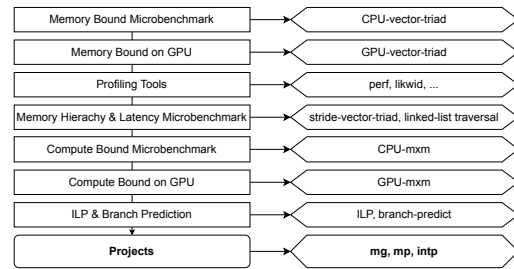 Memory Bound Microbenchmark
CPU-vector-triad
Memory Bound on GPU
GPU-vector-triad
Profiling Tools
perf, likwid, ...
Memory Hierachy & Latency Microbenchmark
stride-vector-triad, linked-list traversal
Compute Bound Microbenchmark
CPU-mxm
Compute Bound on GPU
GPU-mxm
ILP & Branch Prediction
ILP, branch-predict
Projects
mg, mp, intp